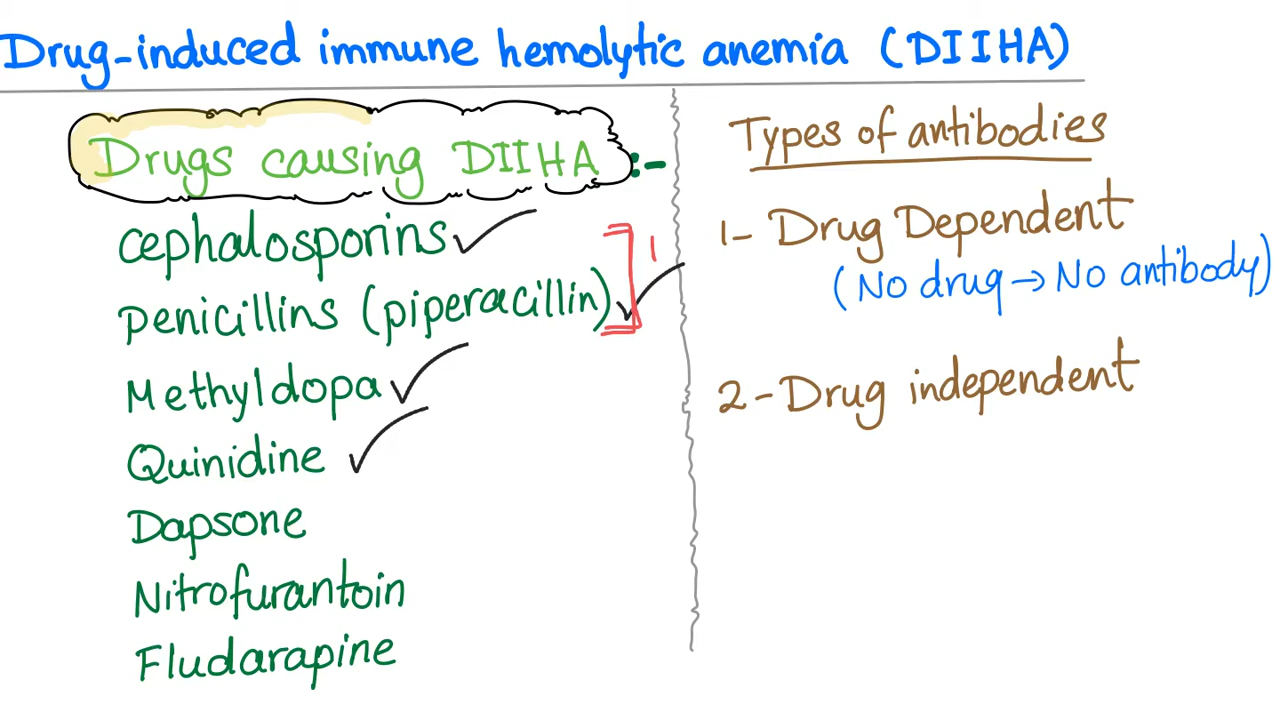 Drug-induced immune hemolytic anemia (DIIHA)
Drugs causing DIIHA :-
Cephalosporins
Penicillins (piperacillin)
1
Methyldopa
Quinidine
Dapsone
Nitrofurantoin
Fludarapine
Types of antibodies
1- Drug Dependent
(No drug → No antibody)
2- Drug independent